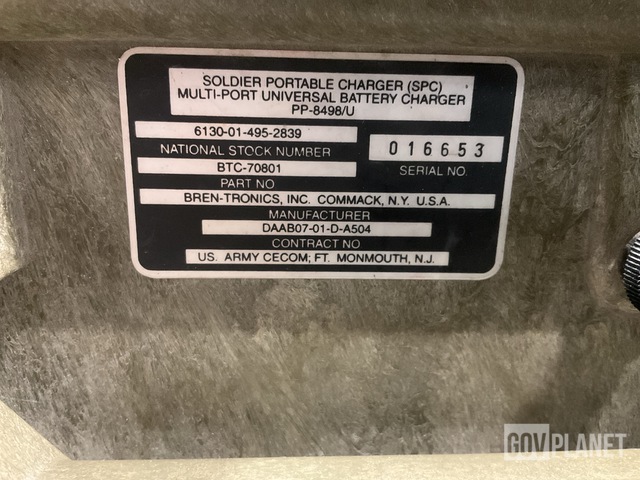 SOLDIER PORTABLE CHARGER (SPC)
MULTI-PORT UNIVERSAL BATTERY CHARGER
PP-8498/U
6130-01-495-2839
NATIONAL STOCK NUMBER
016653
SERIAL NO.
BTC-70801
PART NO
BREN-TRONICS, INC. COMMACK, N.Y. U.S.A.
MANUFACTURER
DAAB07-01-D-A504
CONTRACT NO
US. ARMY CECOM; FT. MONMOUTH, N.J.
GOVPLANET